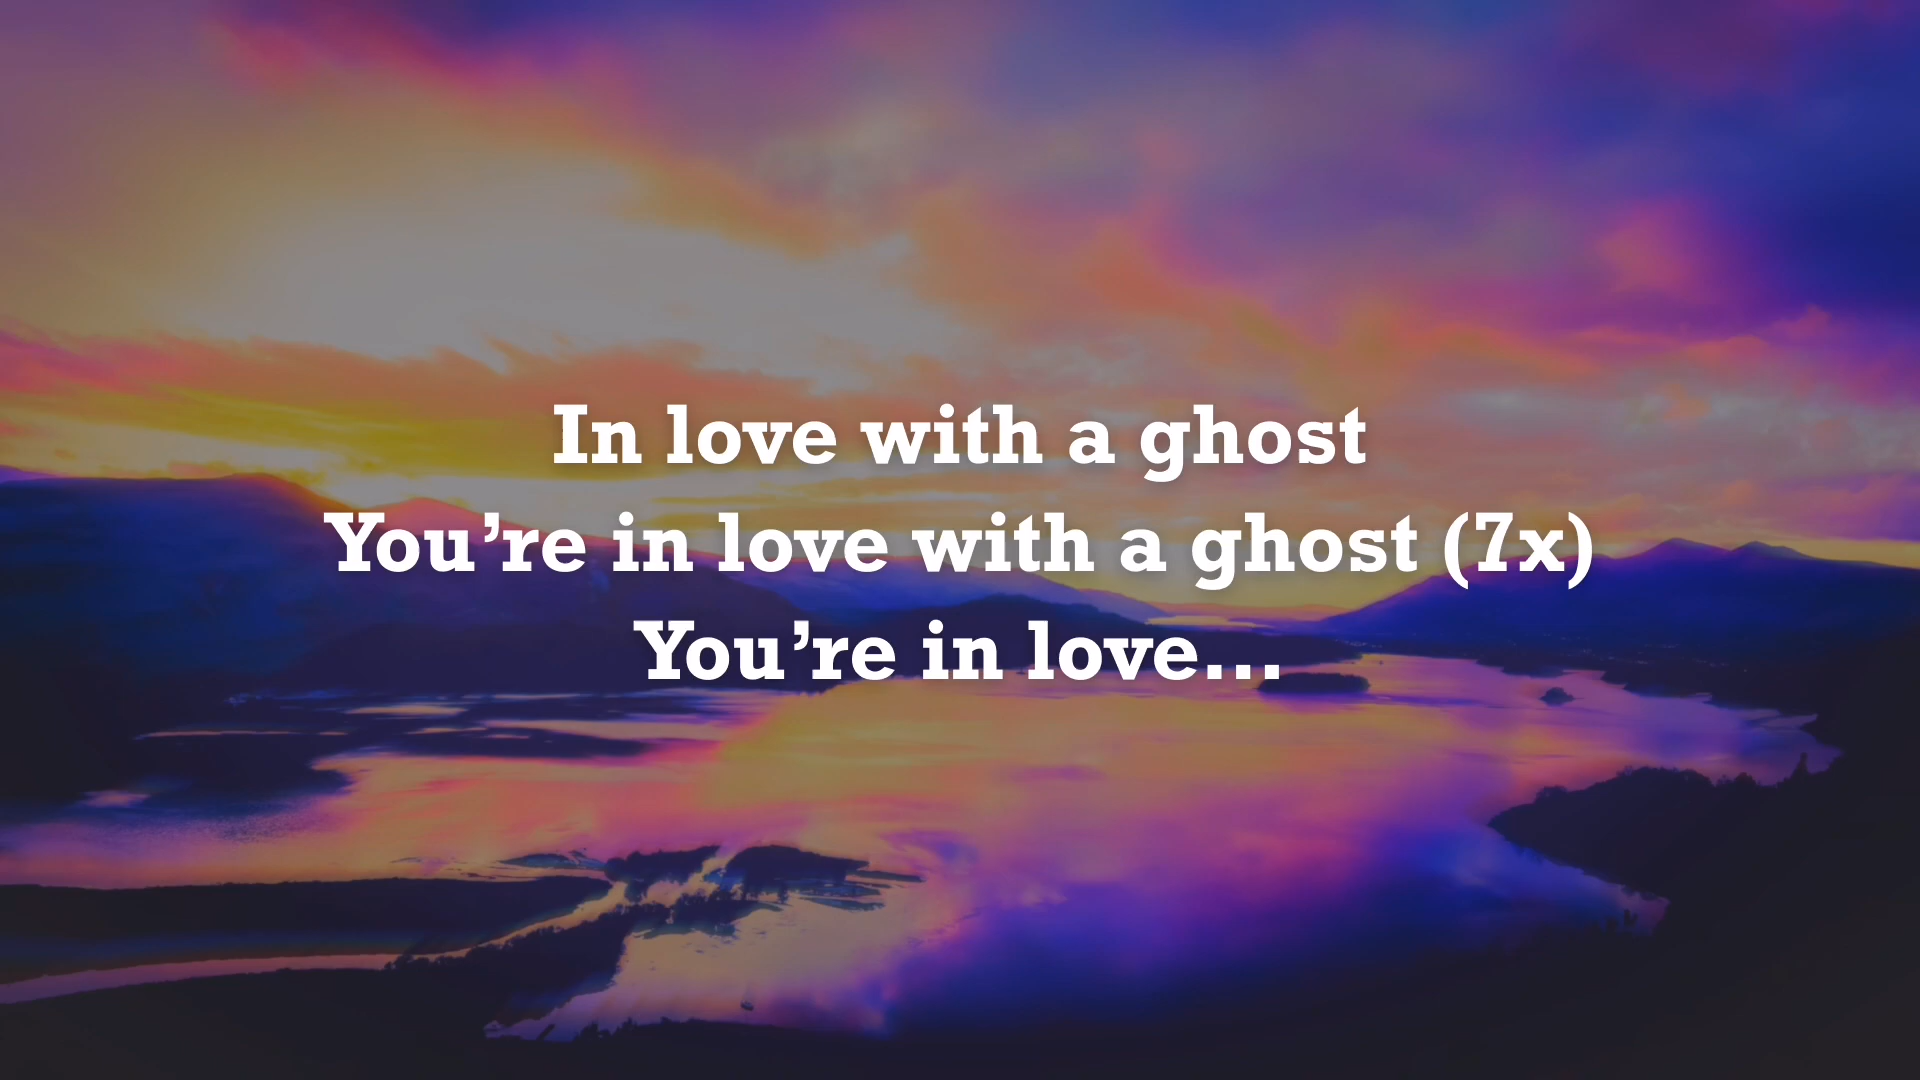 In love with a ghost
You’re in love with a ghost (7x)
You’re in love…